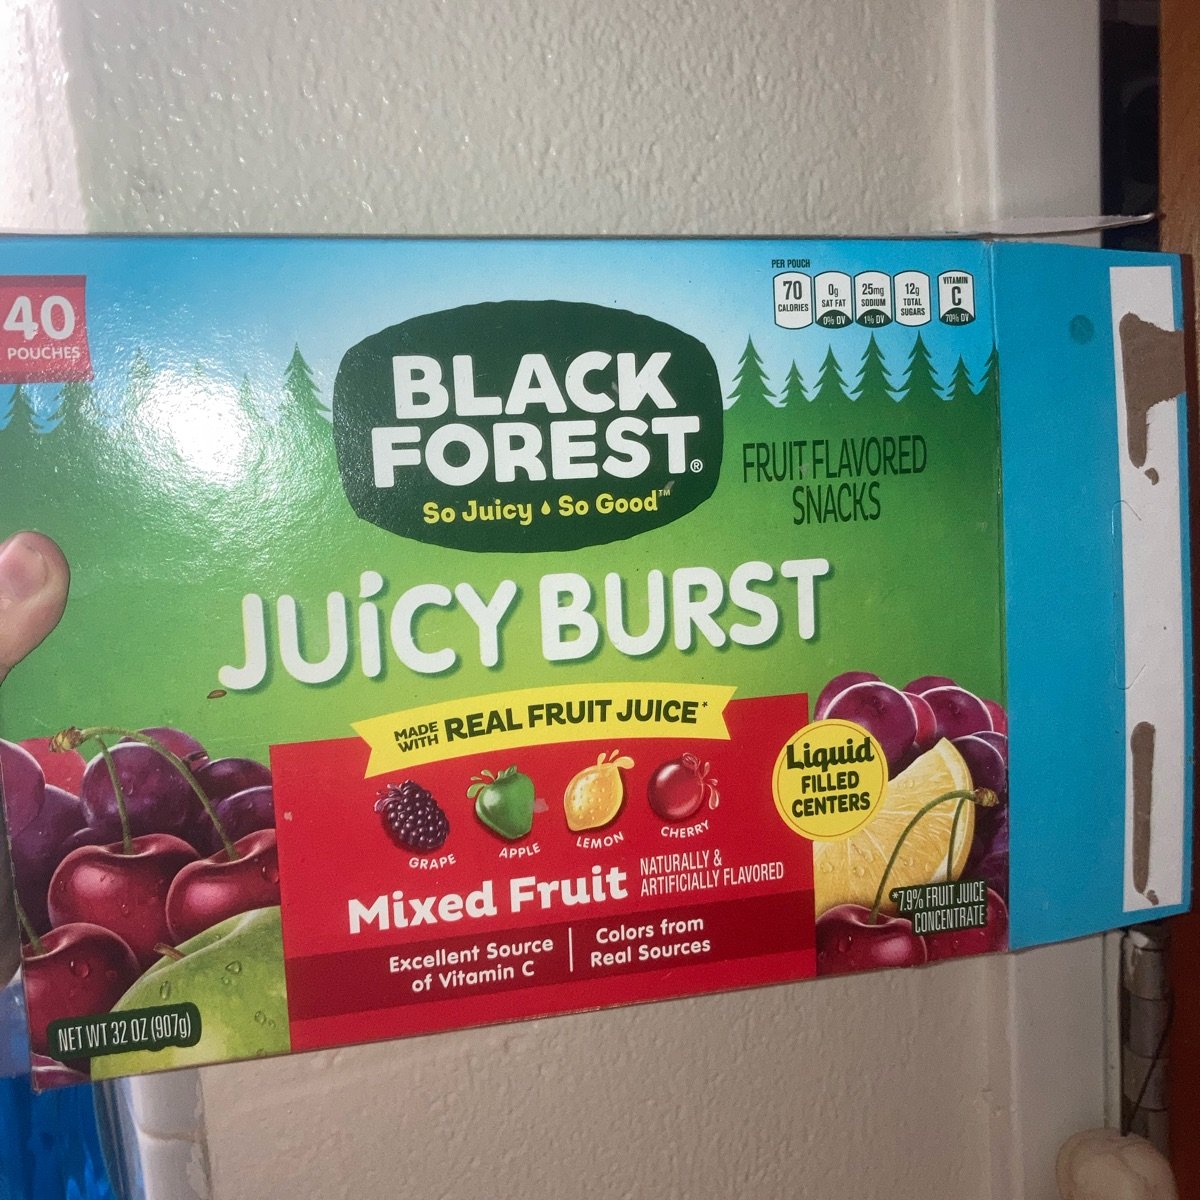 40
POUCHES
PER POUCH
70
CALORIES
0g
SAT FAT
0% DV
25mg
SODIUM
1% DV
12g
TOTAL
SUGARS
VITAMIN
C
70% DV
BLACK
FOREST®
So Juicy So Good™
FRUIT FLAVORED
SNACKS
JUiCY BURST
MADE
WITH
REAL FRUIT JUICE*
GRAPE
APPLE
LEMON
CHERRY
Liquid
FILLED
CENTERS
Mixed Fruit
NATURALLY &
ARTIFICIALLY FLAVORED
Excellent Source
of Vitamin C
Colors from
Real Sources
*7.9% FRUIT JUICE
CONCENTRATE
NET WT 32 OZ (907g)